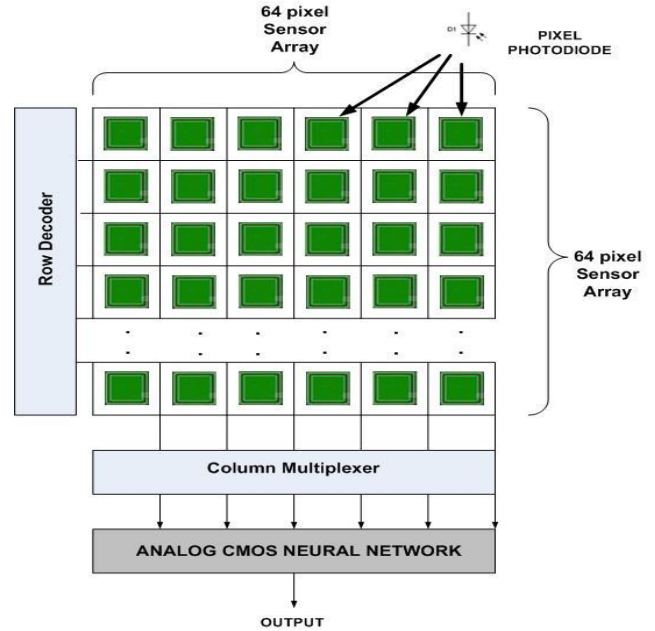 64 pixel
Sensor
Array
D1
PIXEL
PHOTODIODE
Row Decoder
64 pixel
Sensor
Array
Column Multiplexer
ANALOG CMOS NEURAL NETWORK
OUTPUT